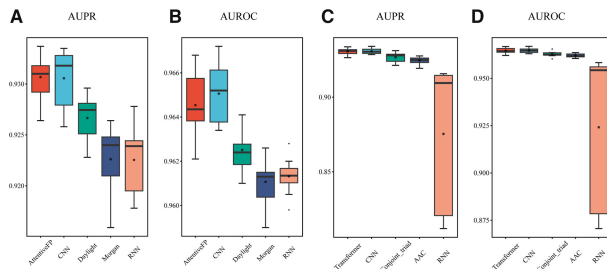 A AUPR
0.930
0.925
0.920
AttentiveFP CNN Daylight Morgan RNN
B AUROC
0.966
0.964
0.962
0.960
AttentiveFP CNN Daylight Morgan RNN
C AUPR
0.90
0.85
Transformer CNN Conjoint_triad AAC RNN
D AUROC
0.950
0.925
0.900
0.875
Transformer CNN Conjoint_triad AAC RNN